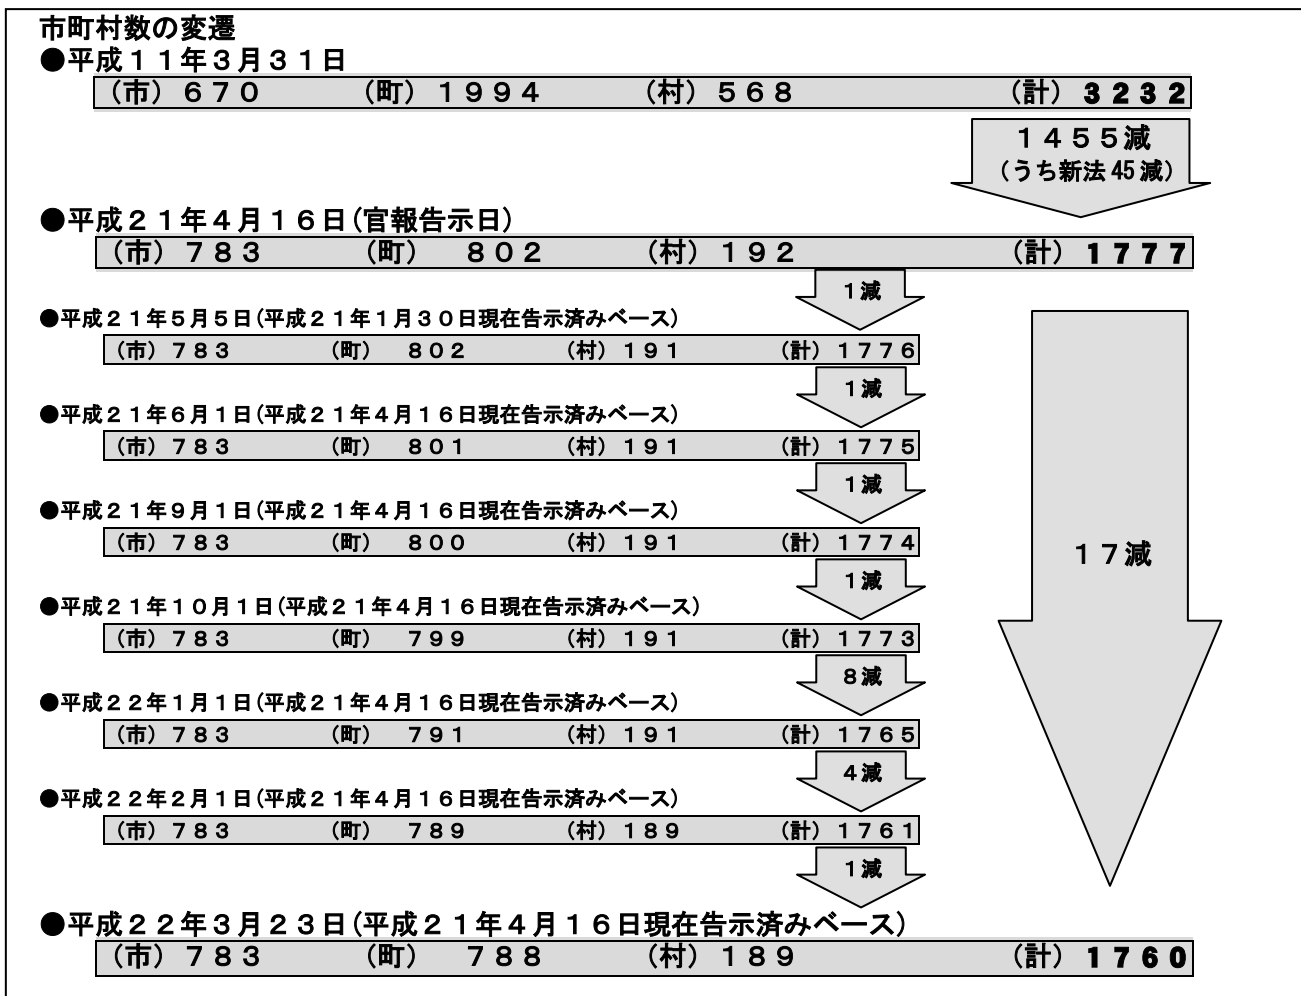 市町村数の変遷
●平成１１年３月３１日
（市）６７０　（町）１９９４　（村）５６８　（計）３２３２
１４５５減
（うち新法45減）
●平成２１年４月１６日（官報告示日）
（市）７８３　（町）　８０２　（村）１９２　（計）１７７７
１減
●平成２１年５月５日（平成２１年１月３０日現在告示済みベース）
（市）７８３　（町）　８０２　（村）１９１　（計）１７７６
１減
●平成２１年６月１日（平成２１年４月１６日現在告示済みベース）
（市）７８３　（町）　８０１　（村）１９１　（計）１７７５
１減
●平成２１年９月１日（平成２１年４月１６日現在告示済みベース）
（市）７８３　（町）　８００　（村）１９１　（計）１７７４
１減
●平成２１年１０月１日（平成２１年４月１６日現在告示済みベース）
（市）７８３　（町）　７９９　（村）１９１　（計）１７７３
８減
●平成２２年１月１日（平成２１年４月１６日現在告示済みベース）
（市）７８３　（町）　７９１　（村）１９１　（計）１７６５
４減
●平成２２年２月１日（平成２１年４月１６日現在告示済みベース）
（市）７８３　（町）　７８９　（村）１８９　（計）１７６１
１減
１７減
●平成２２年３月２３日（平成２１年４月１６日現在告示済みベース）
（市）７８３　（町）　７８８　（村）１８９　（計）１７６０